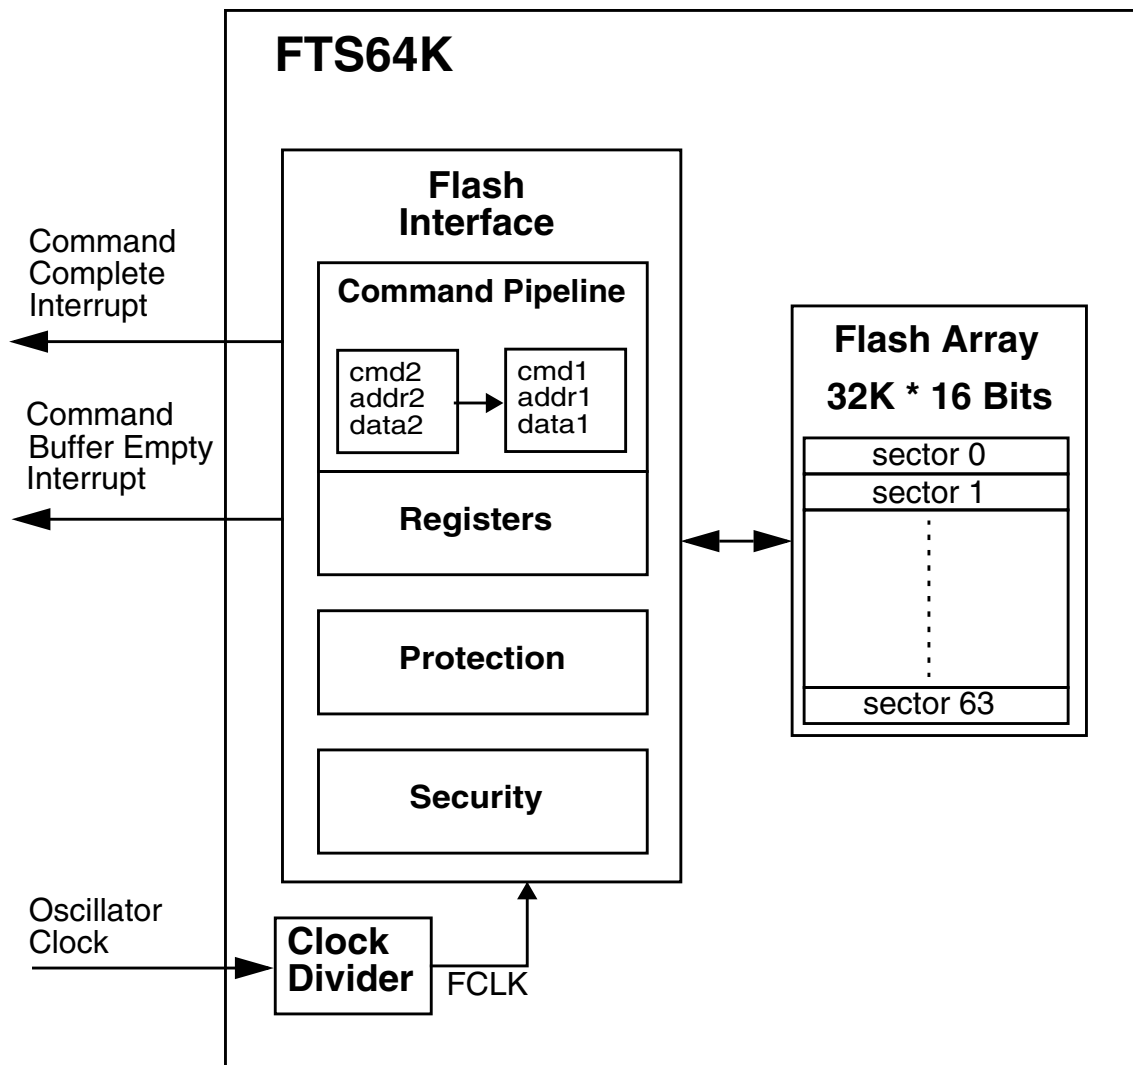 FTS64K
Flash
Interface
Command
Complete
Interrupt
Command Pipeline
cmd2
addr2
data2
cmd1
addr1
data1
Command
Buffer Empty
Interrupt
Registers
Protection
Security
Flash Array
32K * 16 Bits
sector 0
sector 1
sector 63
Oscillator
Clock
Clock
Divider
FCLK